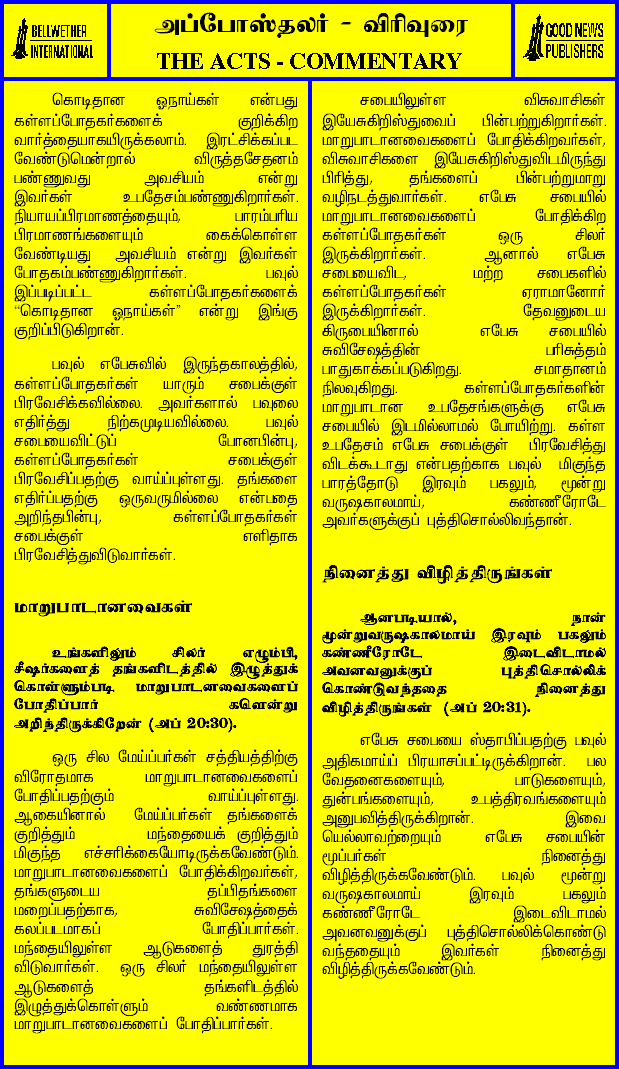 BELLWETHER
INTERNATIONAL
அப்போஸ்தலர் - விரிவுரை
THE ACTS - COMMENTARY
GOOD NEWS
PUBLISHERS
கொடிதான ஓநாய்கள் என்பது
கள்ளப்போதகர்களைக் குறிக்கிற
வார்த்தையாகயிருக்கலாம். இரட்சிக்கப்பட
வேண்டுமென்றால் விருத்தசேதனம்
பண்ணுவது அவசியம் என்று
இவர்கள் உபதேசம்பண்ணுகிறார்கள்.
நியாயப்பிரமாணத்தையும், பாரம்பரிய
பிரமாணங்களையும் கைக்கொள்ள
வேண்டியது அவசியம் என்று இவர்கள்
போதகம்பண்ணுகிறார்கள். பவுல்
இப்படிப்பட்ட கள்ளப்போதகர்களைக்
“கொடிதான ஓநாய்கள்” என்று இங்கு
குறிப்பிடுகிறான்.
பவுல் எபேசுவில் இருந்தகாலத்தில்,
கள்ளப்போதகர்கள் யாரும் சபைக்குள்
பிரவேசிக்கவில்லை. அவர்களால் பவுலை
எதிர்த்து நிற்கமுடியவில்லை. பவுல்
சபையைவிட்டுப் போனபின்பு,
கள்ளப்போதகர்கள் சபைக்குள்
பிரவேசிப்பதற்கு வாய்ப்புள்ளது. தங்களை
எதிர்ப்பதற்கு ஒருவருமில்லை என்பதை
அறிந்தபின்பு, கள்ளப்போதகர்கள்
சபைக்குள் எளிதாக
பிரவேசித்துவிடுவார்கள்.
மாறுபாடானவைகள்
உங்களிலும் சிலர் எழும்பி,
சீஷர்களைத் தங்களிடத்தில் இழுத்துக்
கொள்ளும்படி மாறுபாடனவைகளைப்
போதிப்பார் களென்று
அறிந்திருக்கிறேன் (அப் 20:30).
ஒரு சில மேய்ப்பர்கள் சத்தியத்திற்கு
விரோதமாக மாறுபாடானவைகளைப்
போதிப்பதற்கும் வாய்ப்புள்ளது.
ஆகையினால் மேய்ப்பர்கள் தங்களைக்
குறித்தும் மந்தையைக் குறித்தும்
மிகுந்த எச்சரிக்கையோடிருக்கவேண்டும்.
மாறுபாடானவைகளைப் போதிக்கிறவர்கள்,
தங்களுடைய தப்பிதங்களை
மறைப்பதற்காக, சுவிசேஷத்தைக்
கலப்படமாகப் போதிப்பார்கள்.
மந்தையிலுள்ள ஆடுகளைத் துரத்தி
விடுவார்கள். ஒரு சிலர் மந்தையிலுள்ள
ஆடுகளைத் தங்களிடத்தில்
இழுத்துக்கொள்ளும் வண்ணமாக
மாறுபாடானவைகளைப் போதிப்பார்கள்.
சபையிலுள்ள விசுவாசிகள்
இயேசுகிறிஸ்துவைப் பின்பற்றுகிறார்கள்.
மாறுபாடானவைகளைப் போதிக்கிறவர்கள்,
விசுவாசிகளை இயேசுகிறிஸ்துவிடமிருந்து
பிரித்து, தங்களைப் பின்பற்றுமாறு
வழிநடத்துவார்கள். எபேசு சபையில்
மாறுபாடானவைகளைப் போதிக்கிற
கள்ளப்போதகர்கள் ஒரு சிலர்
இருக்கிறார்கள். ஆனால் எபேசு
சபையைவிட, மற்ற சபைகளில்
கள்ளப்போதகர்கள் ஏராமானோர்
இருக்கிறார்கள். தேவனுடைய
கிருபையினால் எபேசு சபையில்
சுவிசேஷத்தின் பரிசுத்தம்
பாதுகாக்கப்படுகிறது. சமாதானம்
நிலவுகிறது. கள்ளப்போதகர்களின்
மாறுபாடான உபதேசங்களுக்கு எபேசு
சபையில் இடமில்லாமல் போயிற்று. கள்ள
உபதேசம் எபேசு சபைக்குள் பிரவேசித்து
விடக்கூடாது என்பதற்காக பவுல் மிகுந்த
பாரத்தோடு இரவும் பகலும், மூன்று
வருஷகாலமாய், கண்ணீரோடே
அவர்களுக்குப் புத்திசொல்லிவந்தான்.
நினைத்து விழித்திருங்கள்
ஆனபடியால், நான்
மூன்றுவருஷகாலமாய் இரவும் பகலும்
கண்ணீரோடே இடைவிடாமல்
அவனவனுக்குப் புத்திசொல்லிக்
கொண்டுவந்ததை நினைத்து
விழித்திருங்கள் (அப் 20:31).
எபேசு சபையை ஸ்தாபிப்பதற்கு பவுல்
அதிகமாய்ப் பிரயாசப்பட்டிருக்கிறான். பல
வேதனைகளையும், பாடுகளையும்,
துன்பங்களையும், உபத்திரவங்களையும்
அனுபவித்திருக்கிறான். இவை
யெல்லாவற்றையும் எபேசு சபையின்
மூப்பர்கள் நினைத்து
விழித்திருக்கவேண்டும். பவுல் மூன்று
வருஷகாலமாய் இரவும் பகலும்
கண்ணீரோடே இடைவிடாமல்
அவனவனுக்குப் புத்திசொல்லிக்கொண்டு
வந்ததையும் இவர்கள் நினைத்து
விழித்திருக்கவேண்டும்.